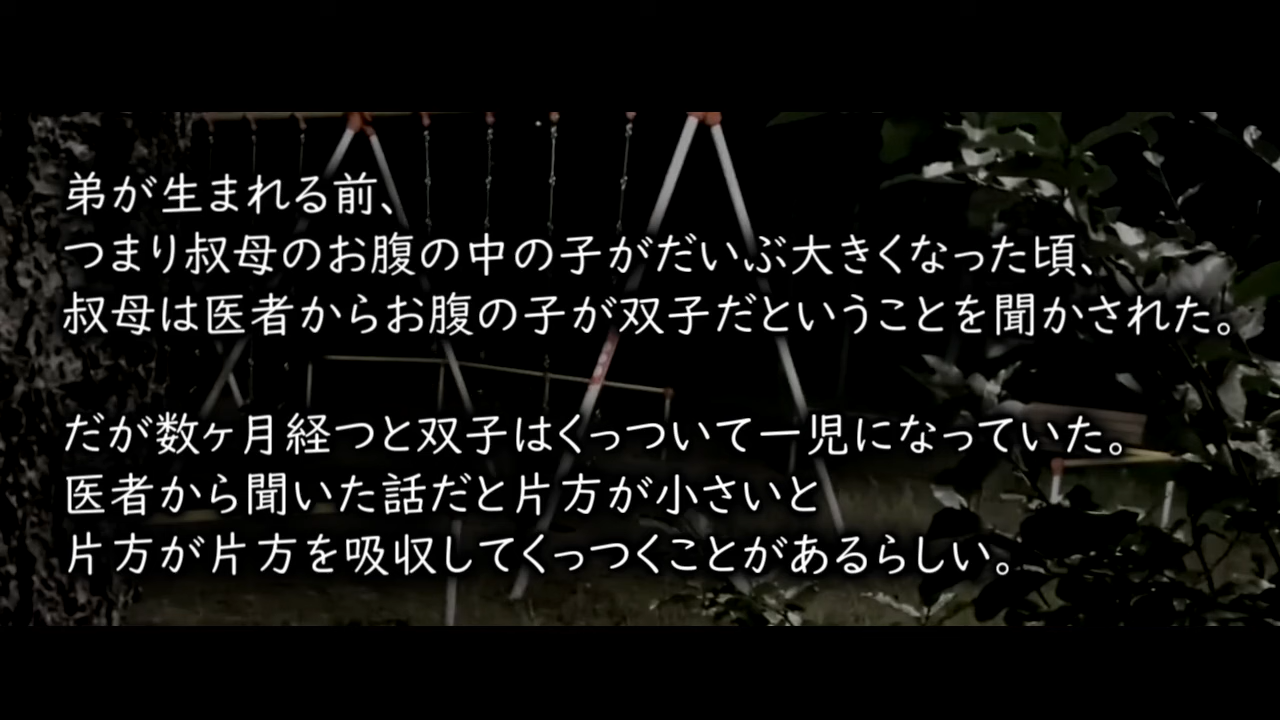 弟が生まれる前、
つまり叔母のお腹の中の子がだいぶ大きくなった頃、
叔母は医者からお腹の子が双子だということを聞かされた。
だが数ヶ月経つと双子はくっついて一児になっていた。
医者から聞いた話だと片方が小さいと
片方が片方を吸収してくっつくことがあるらしい。